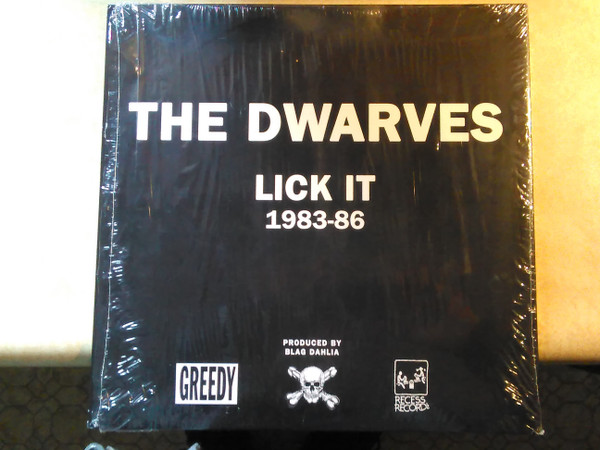 THE DWARVES
LICK IT
1983-86
PRODUCED BY
BLAG DAHLIA
GREEDY
RECESS
RECORDS